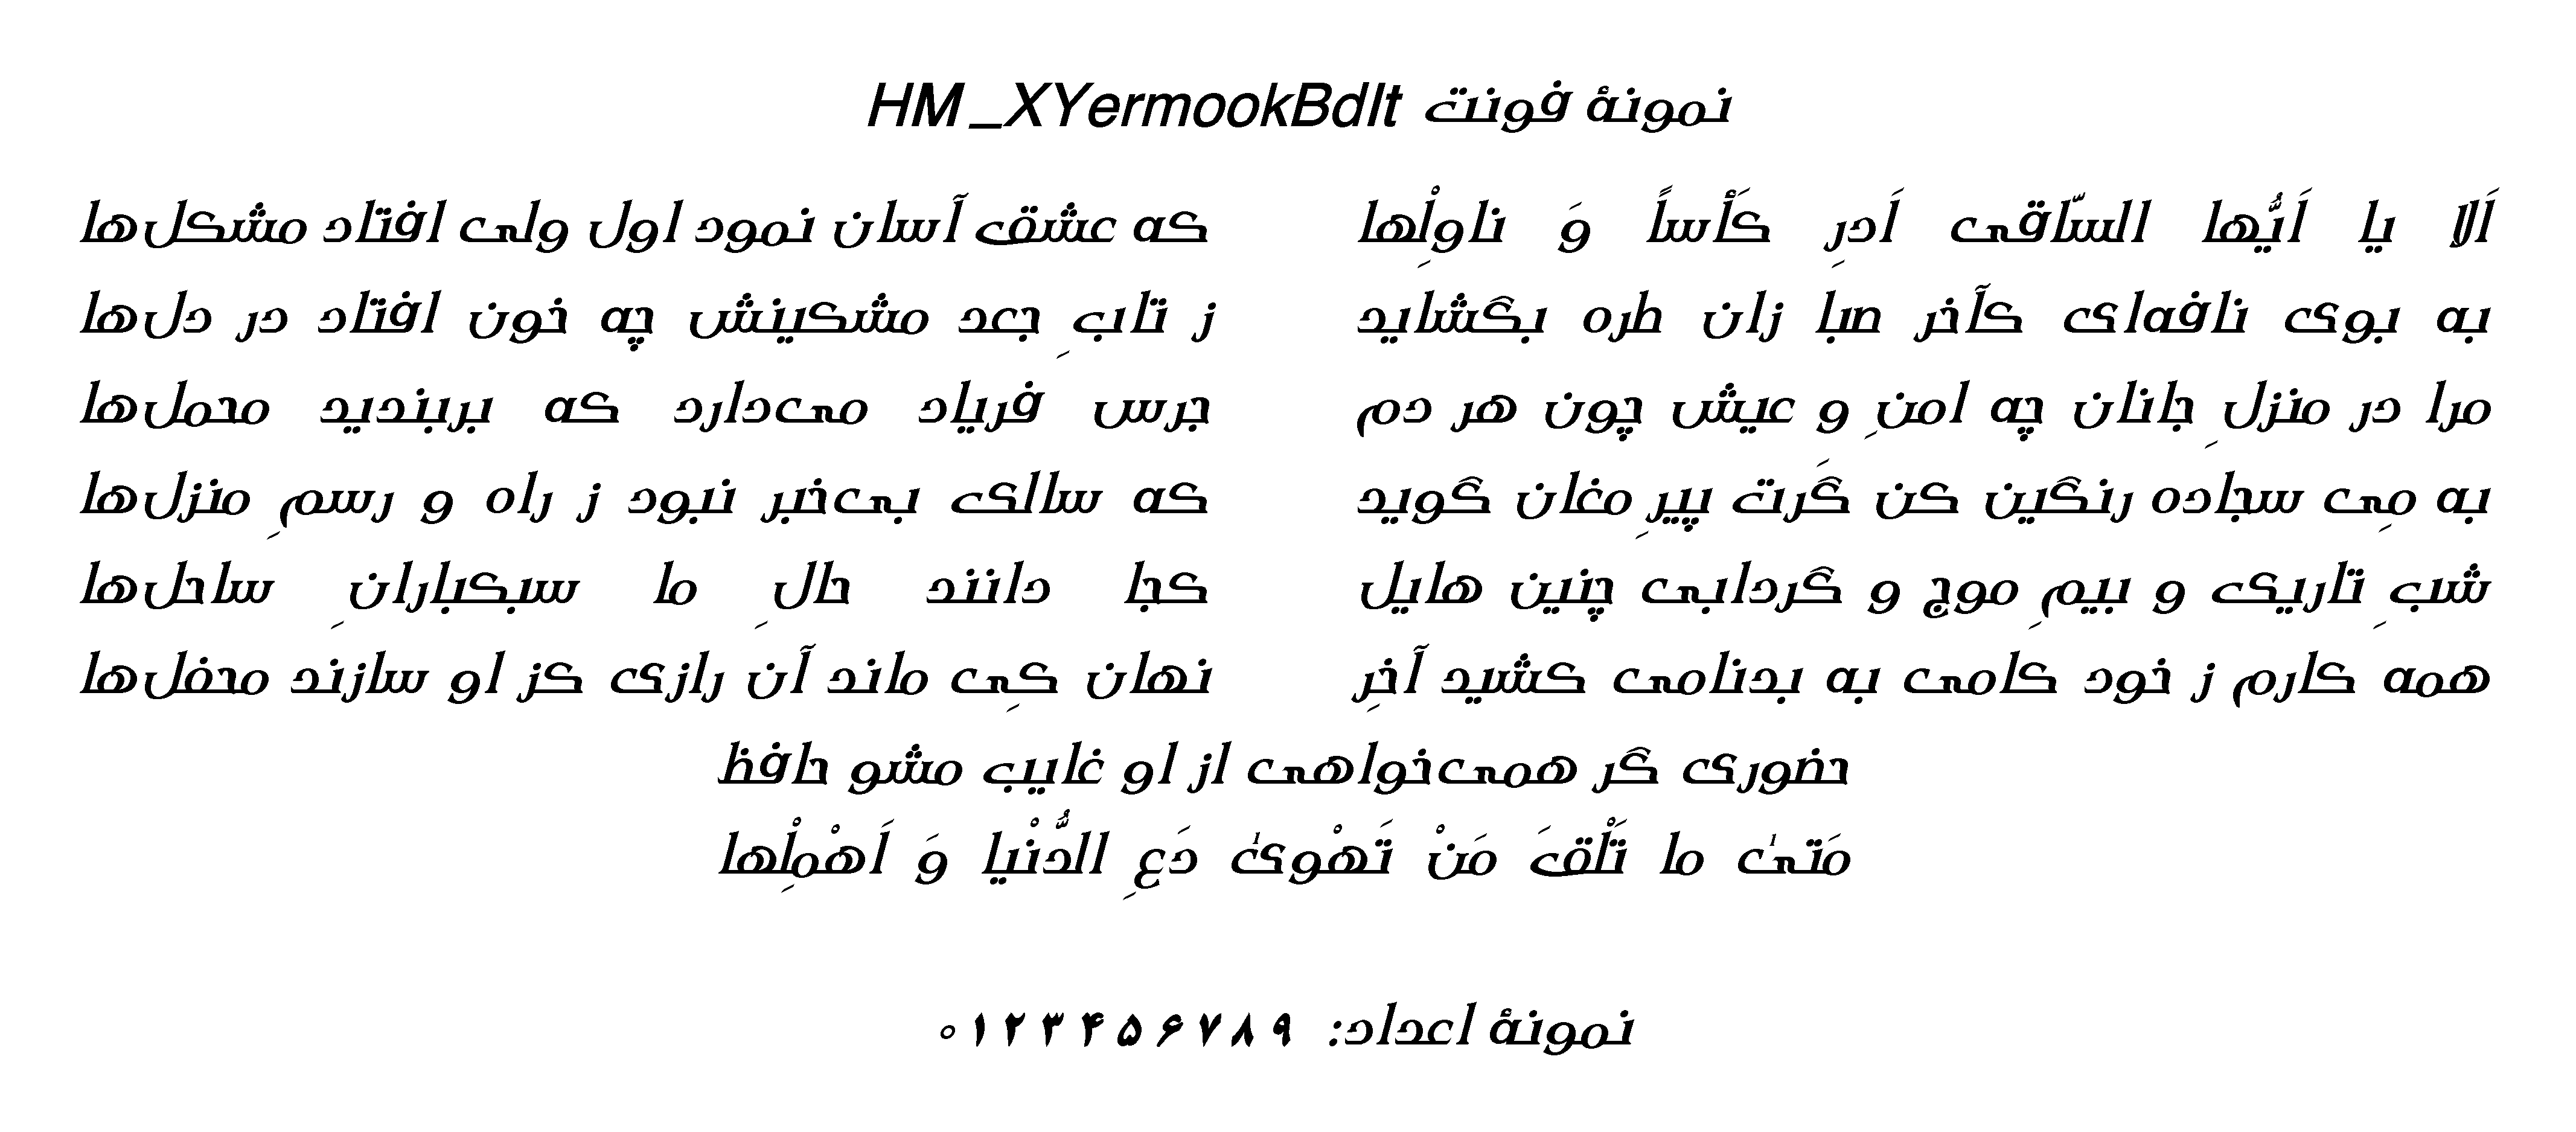 نمونهٔ فونت HM_XYermookBdIt
اَلا یا اَیُّها السّاقی اَدرِ کَأساً وَ ناوِلْها که عشق آسان نمود اول ولی افتاد مشکل‌ها
به بوی نافه‌ای کآخر صبا زان طره بگشاید ز تابِ جعد مشکینش چه خون افتاد در دل‌ها
مرا در منزلِ جانان چه امنِ و عیش چون هر دم جرس فریاد می‌دارد که بربندید محمل‌ها
به مِی سجاده رنگین کن گَرت پیرِ مغان گوید که سالک بی‌خبر نبود ز راه و رسمِ منزل‌ها
شبِ تاریک و بیمِ موج و گردابی چنین هایل کجا دانند حالِ ما سبکبارانِ ساحل‌ها
همه کارم ز خود کامی به بدنامی کشید آخرِ نهان کِی ماند آن رازی کز او سازند محفل‌ها
حضوری گر همی‌خواهی از او غایب مشو حافظ
مَتیٰ ما تَلْقَ مَنْ تَهْویٰ دَعِ الدُّنْیا وَ اَهْمِلْها
نمونهٔ اعداد: ۰۱۲۳۴۵۶۷۸۹